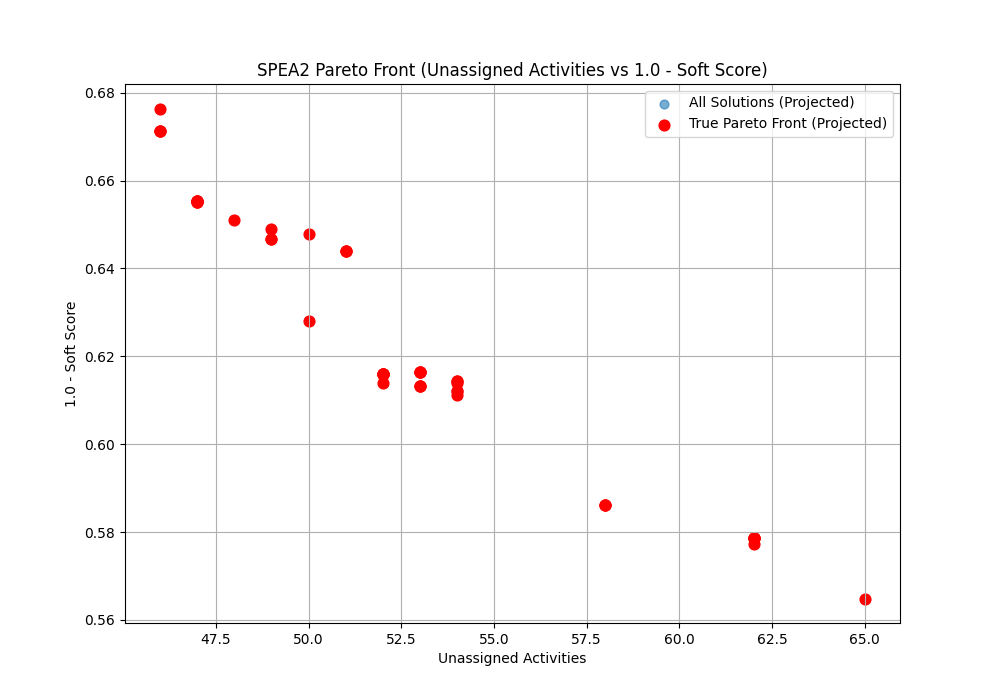 SPEA2 Pareto Front (Unassigned Activities vs 1.0 - Soft Score)
All Solutions (Projected)
True Pareto Front (Projected)
0.68
0.66
0.64
0.62
0.60
0.58
0.56
1.0 - Soft Score
47.5 50.0 52.5 55.0 57.5 60.0 62.5 65.0
Unassigned Activities